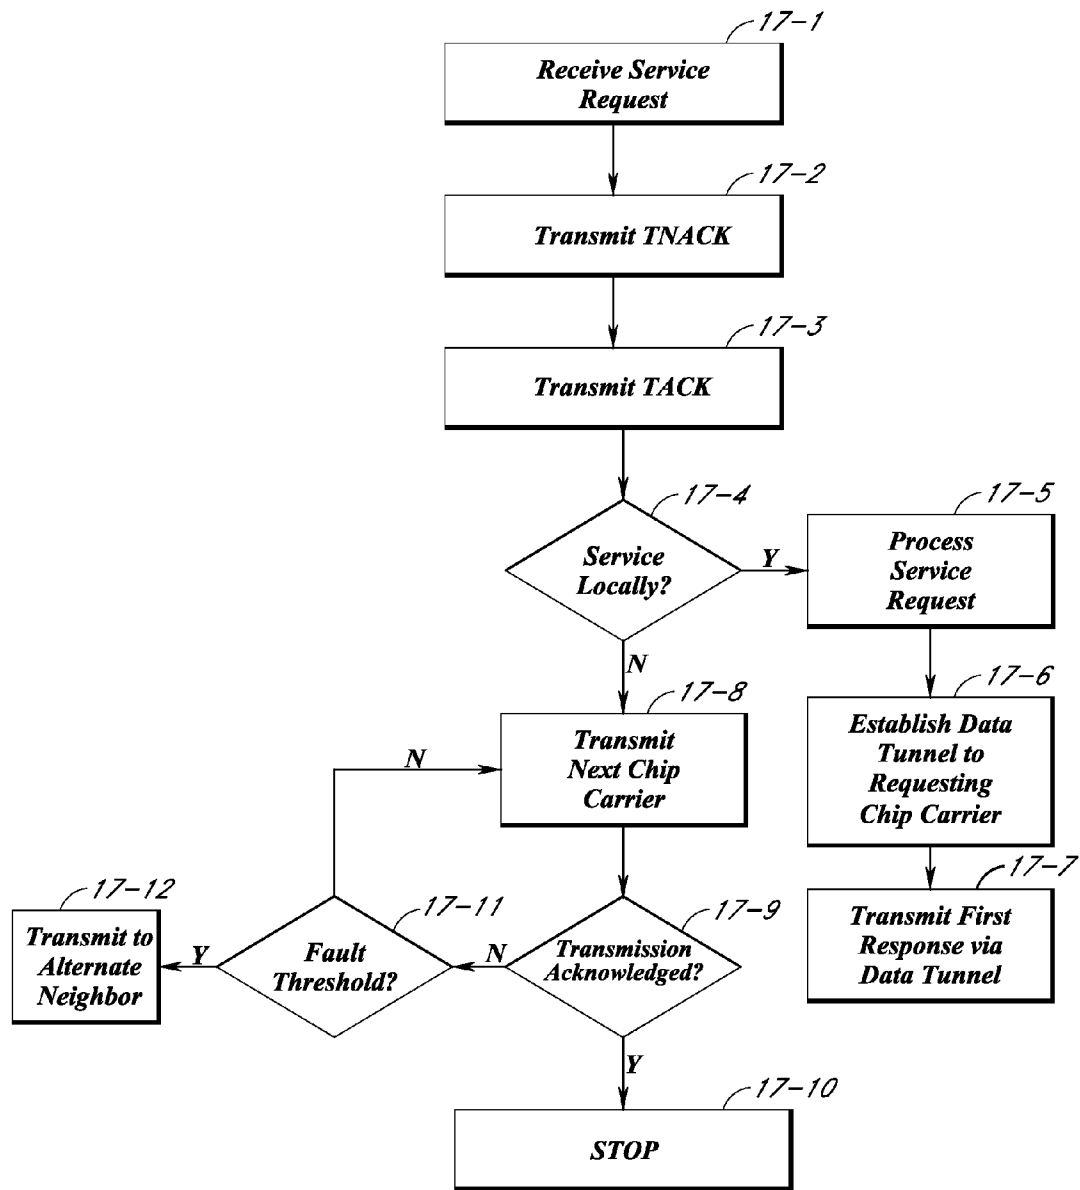 17-1
Receive Service
Request
17-2
Transmit TNACK
17-3
Transmit TACK
17-4
Service
Locally?
Y
N
17-5
Process
Service
Request
17-6
Establish Data
Tunnel to
Requesting
Chip Carrier
17-7
Transmit First
Response via
Data Tunnel
17-8
Transmit
Next Chip
Carrier
N
17-9
Transmission
Acknowledged?
N
Y
17-11
Fault
Threshold?
Y
17-12
Transmit to
Alternate
Neighbor
17-10
STOP